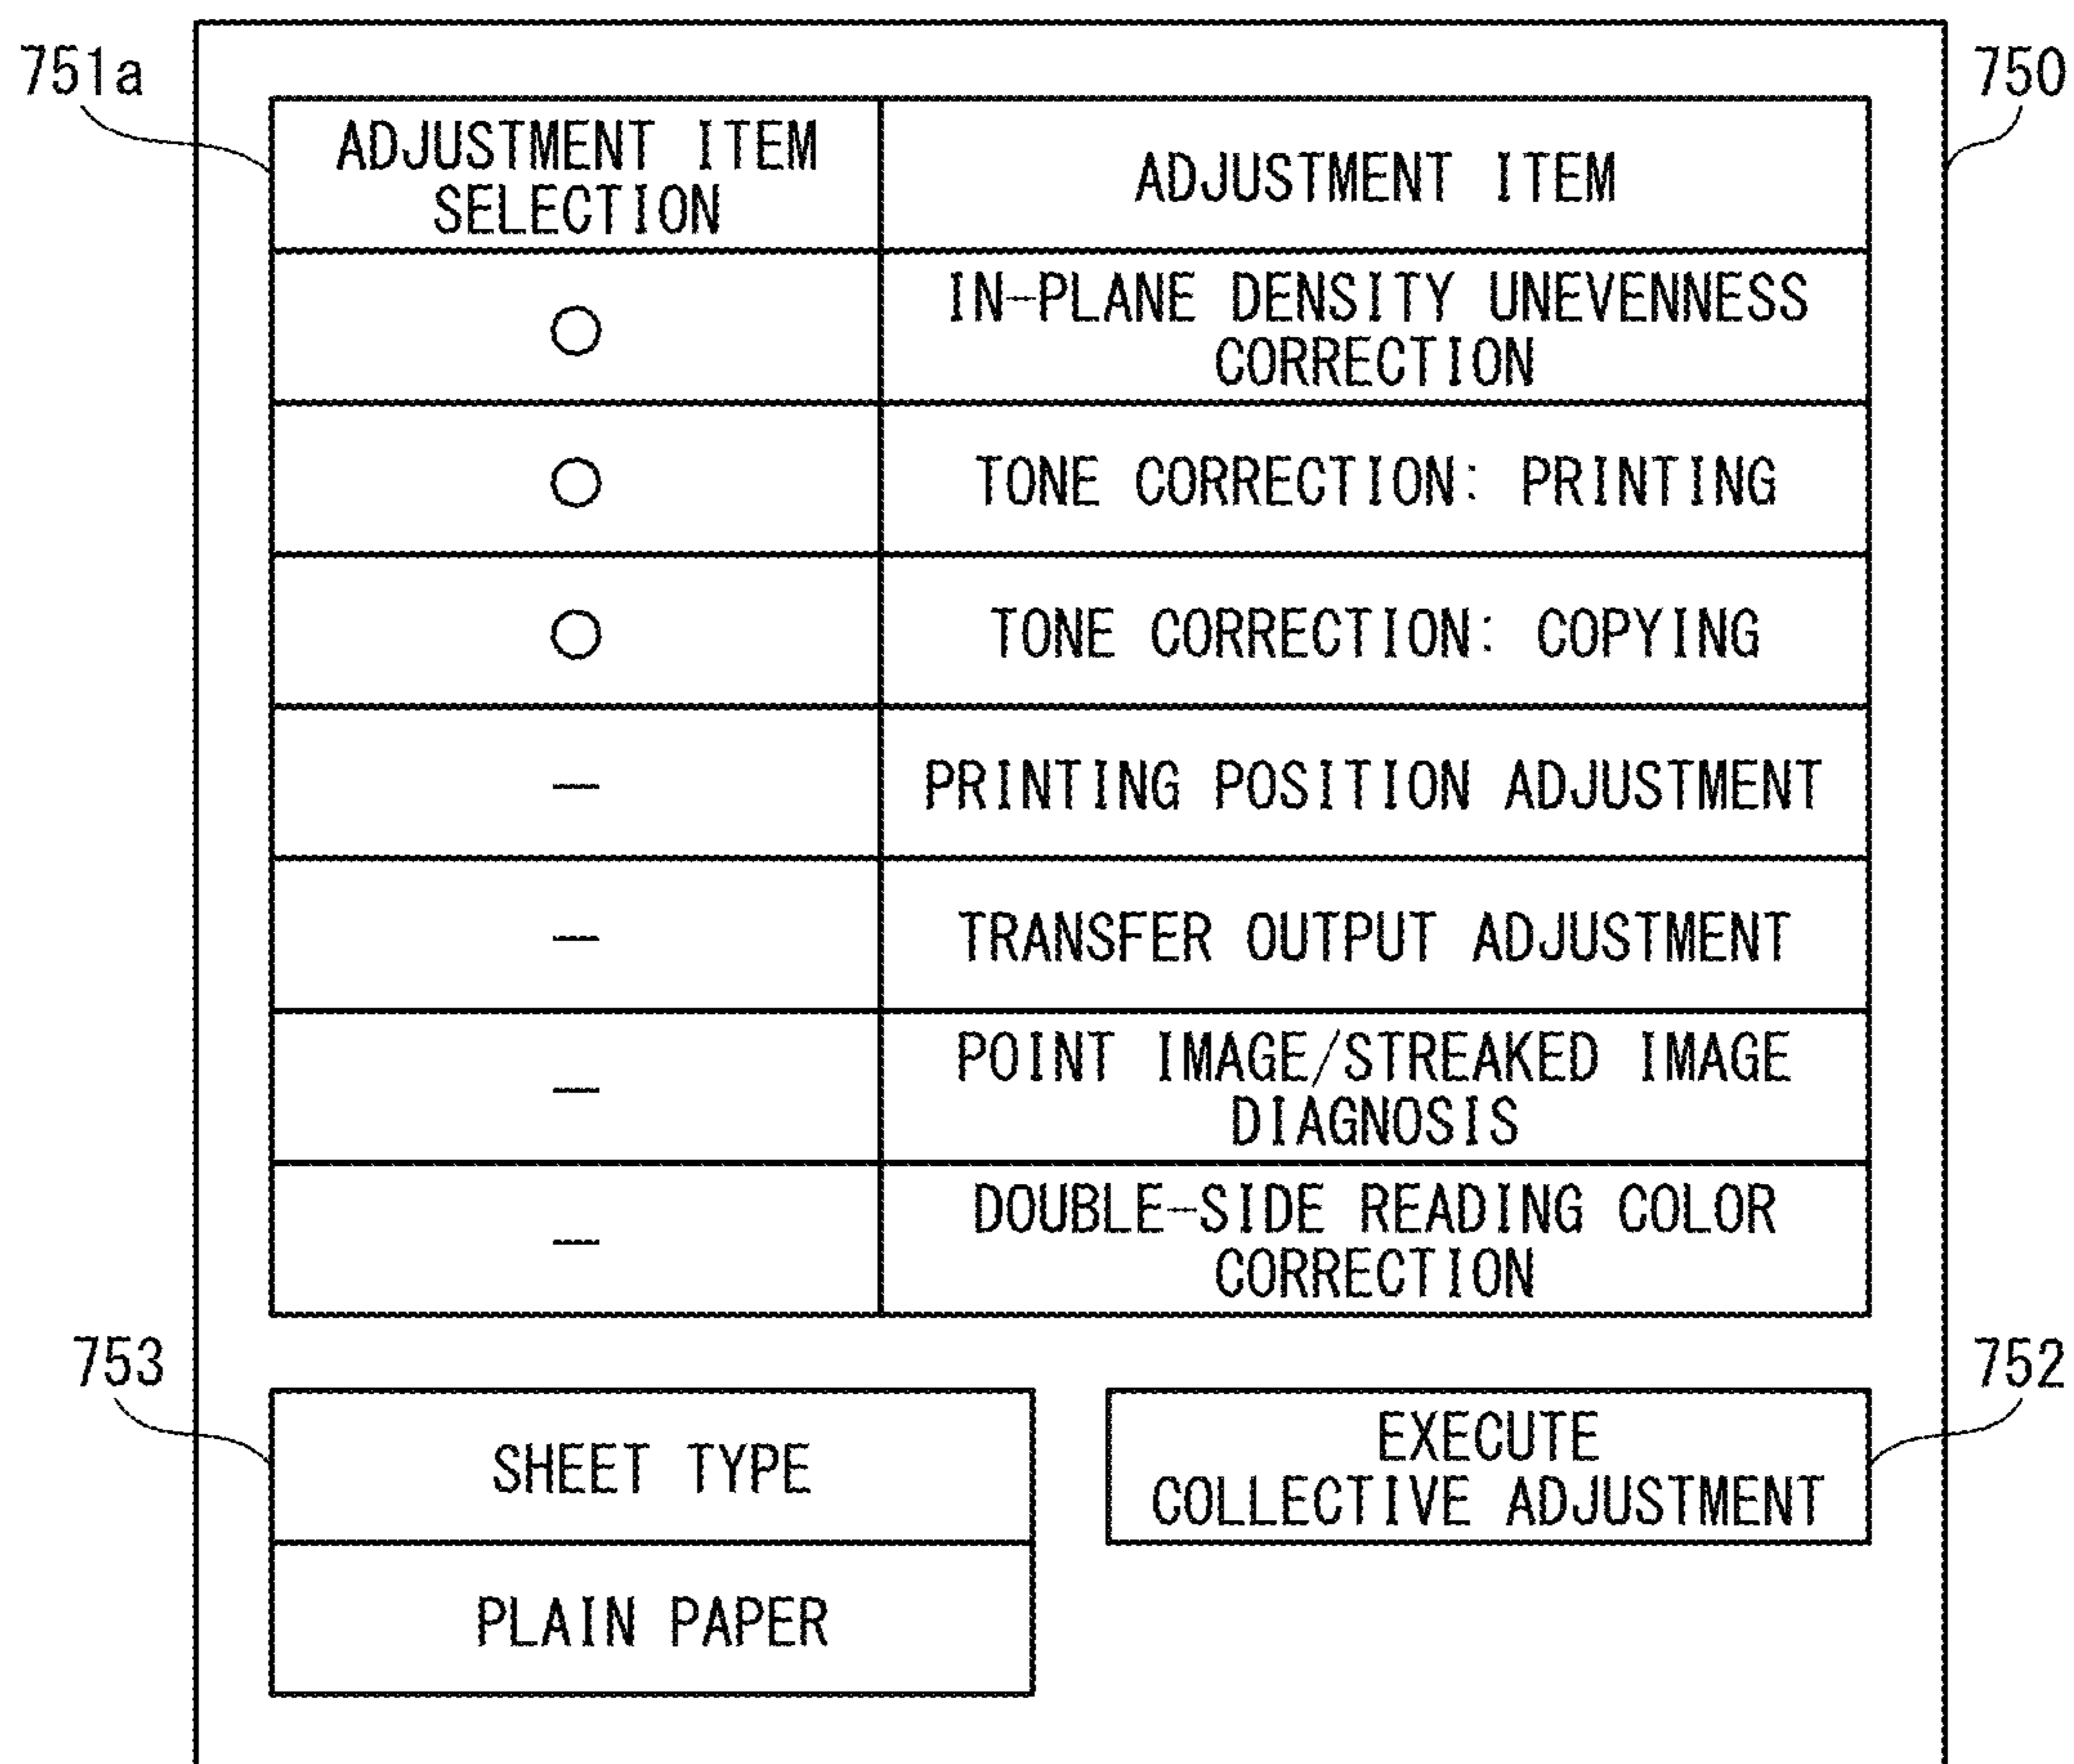 751a
750
ADJUSTMENT ITEM
SELECTION
ADJUSTMENT ITEM
○
IN-PLANE DENSITY UNEVENNESS
CORRECTION
○
TONE CORRECTION: PRINTING
○
TONE CORRECTION: COPYING
—
PRINTING POSITION ADJUSTMENT
—
TRANSFER OUTPUT ADJUSTMENT
—
POINT IMAGE/STREAKED IMAGE
DIAGNOSIS
—
DOUBLE-SIDE READING COLOR
CORRECTION
753
752
SHEET TYPE
PLAIN PAPER
EXECUTE
COLLECTIVE ADJUSTMENT